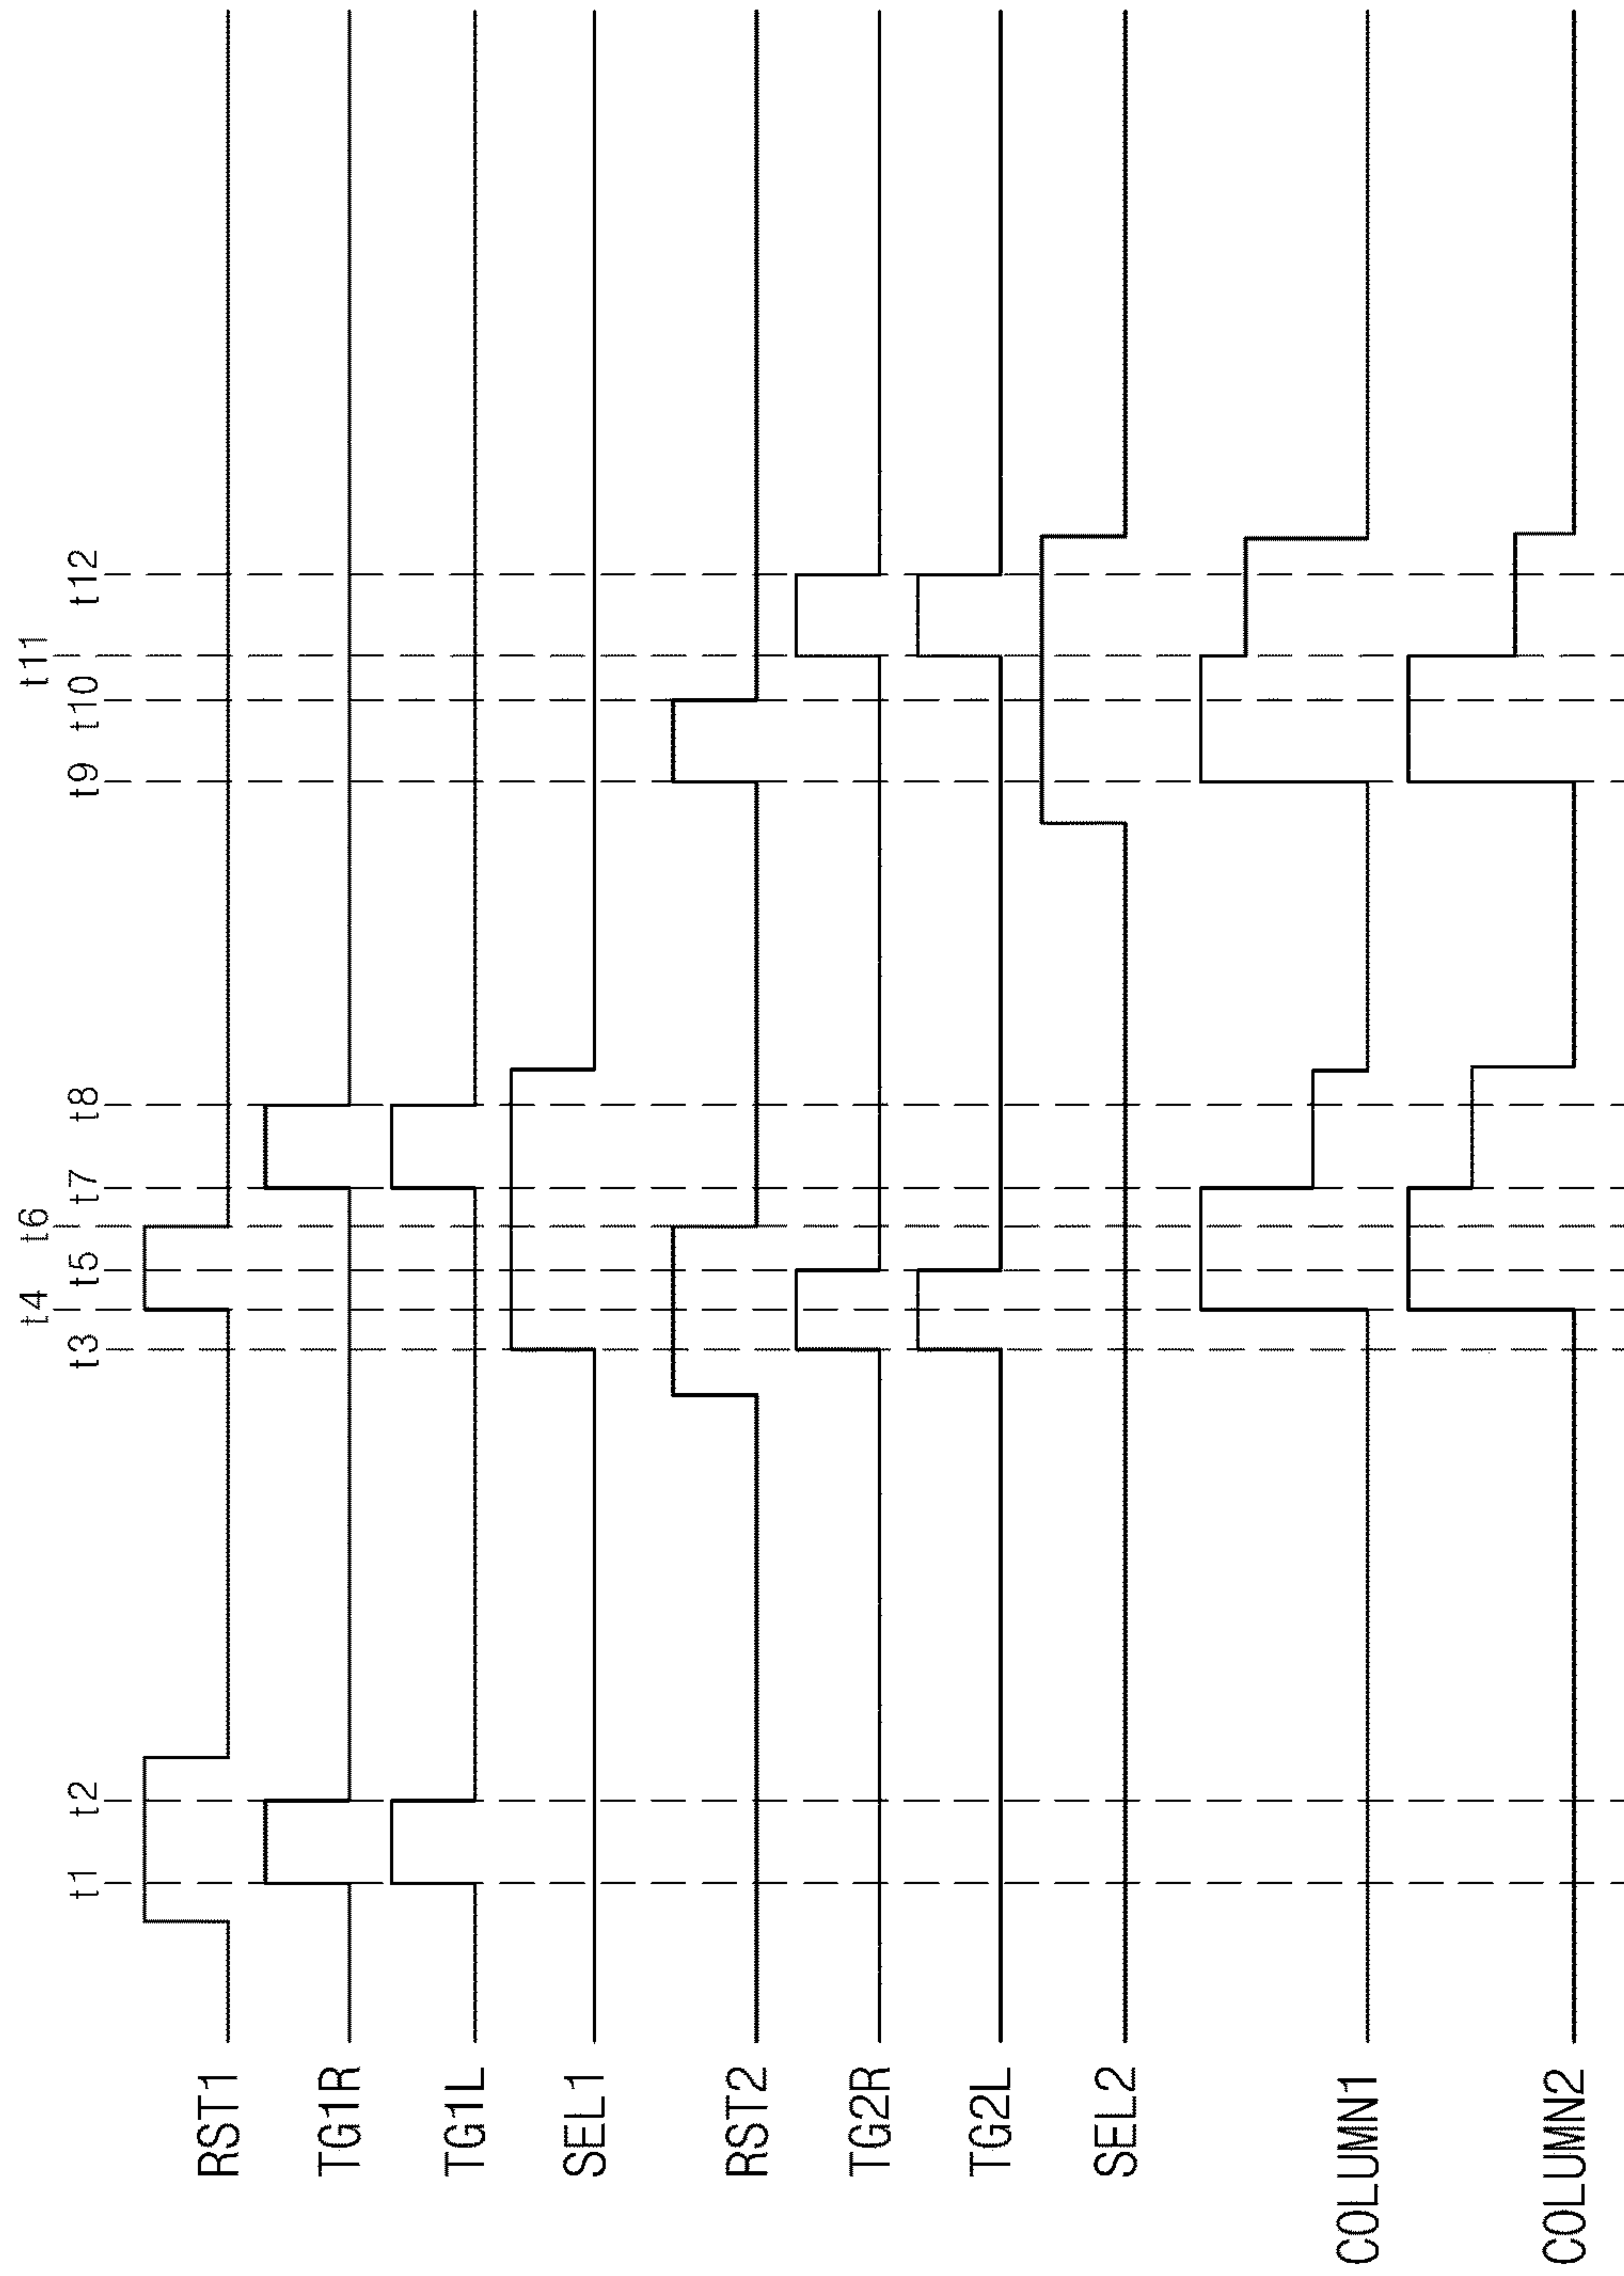 t1
t2
t3
t4
t5
t6
t7
t8
t9
t10
t11
t12
RST1
TG1R
TG1L
SEL1
RST2
TG2R
TG2L
SEL2
COLUMN1
COLUMN2